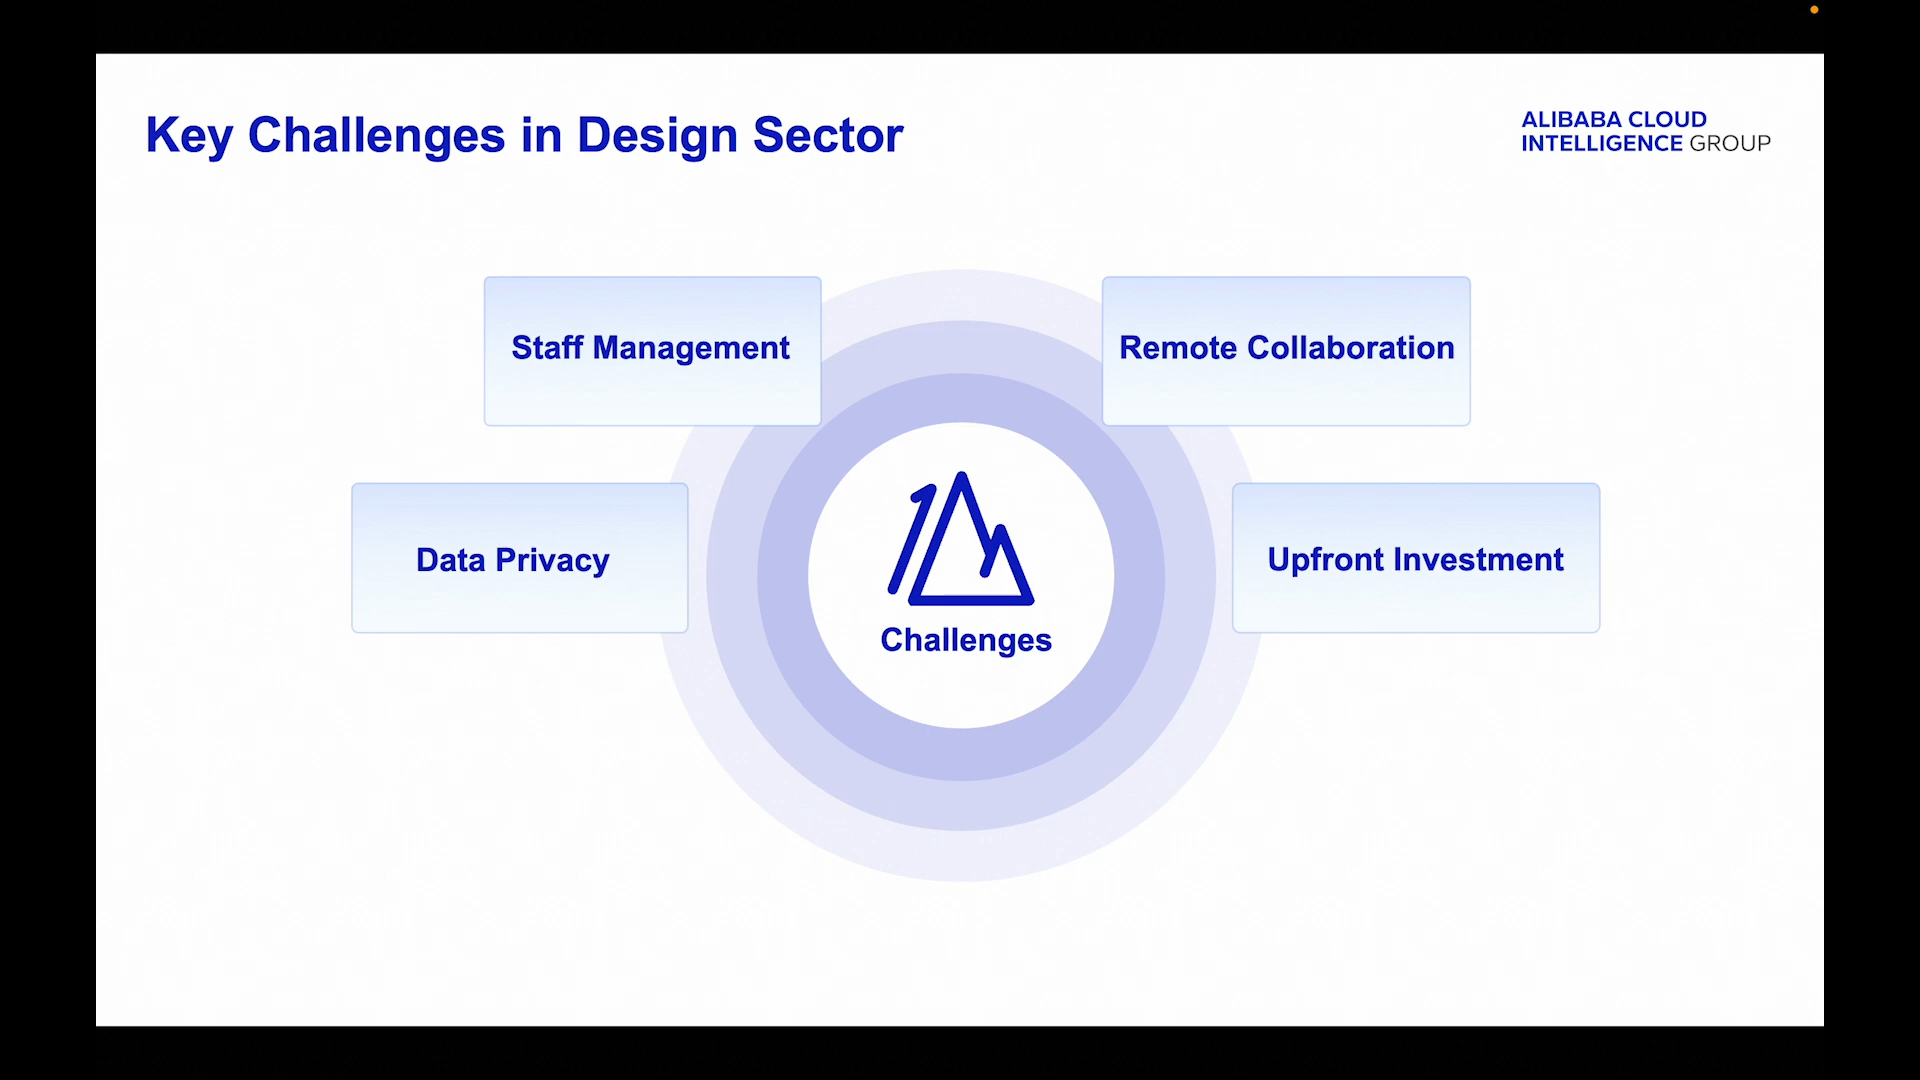 Key Challenges in Design Sector
ALIBABA CLOUD
INTELLIGENCE GROUP
Staff Management
Remote Collaboration
Data Privacy
Upfront Investment
Challenges